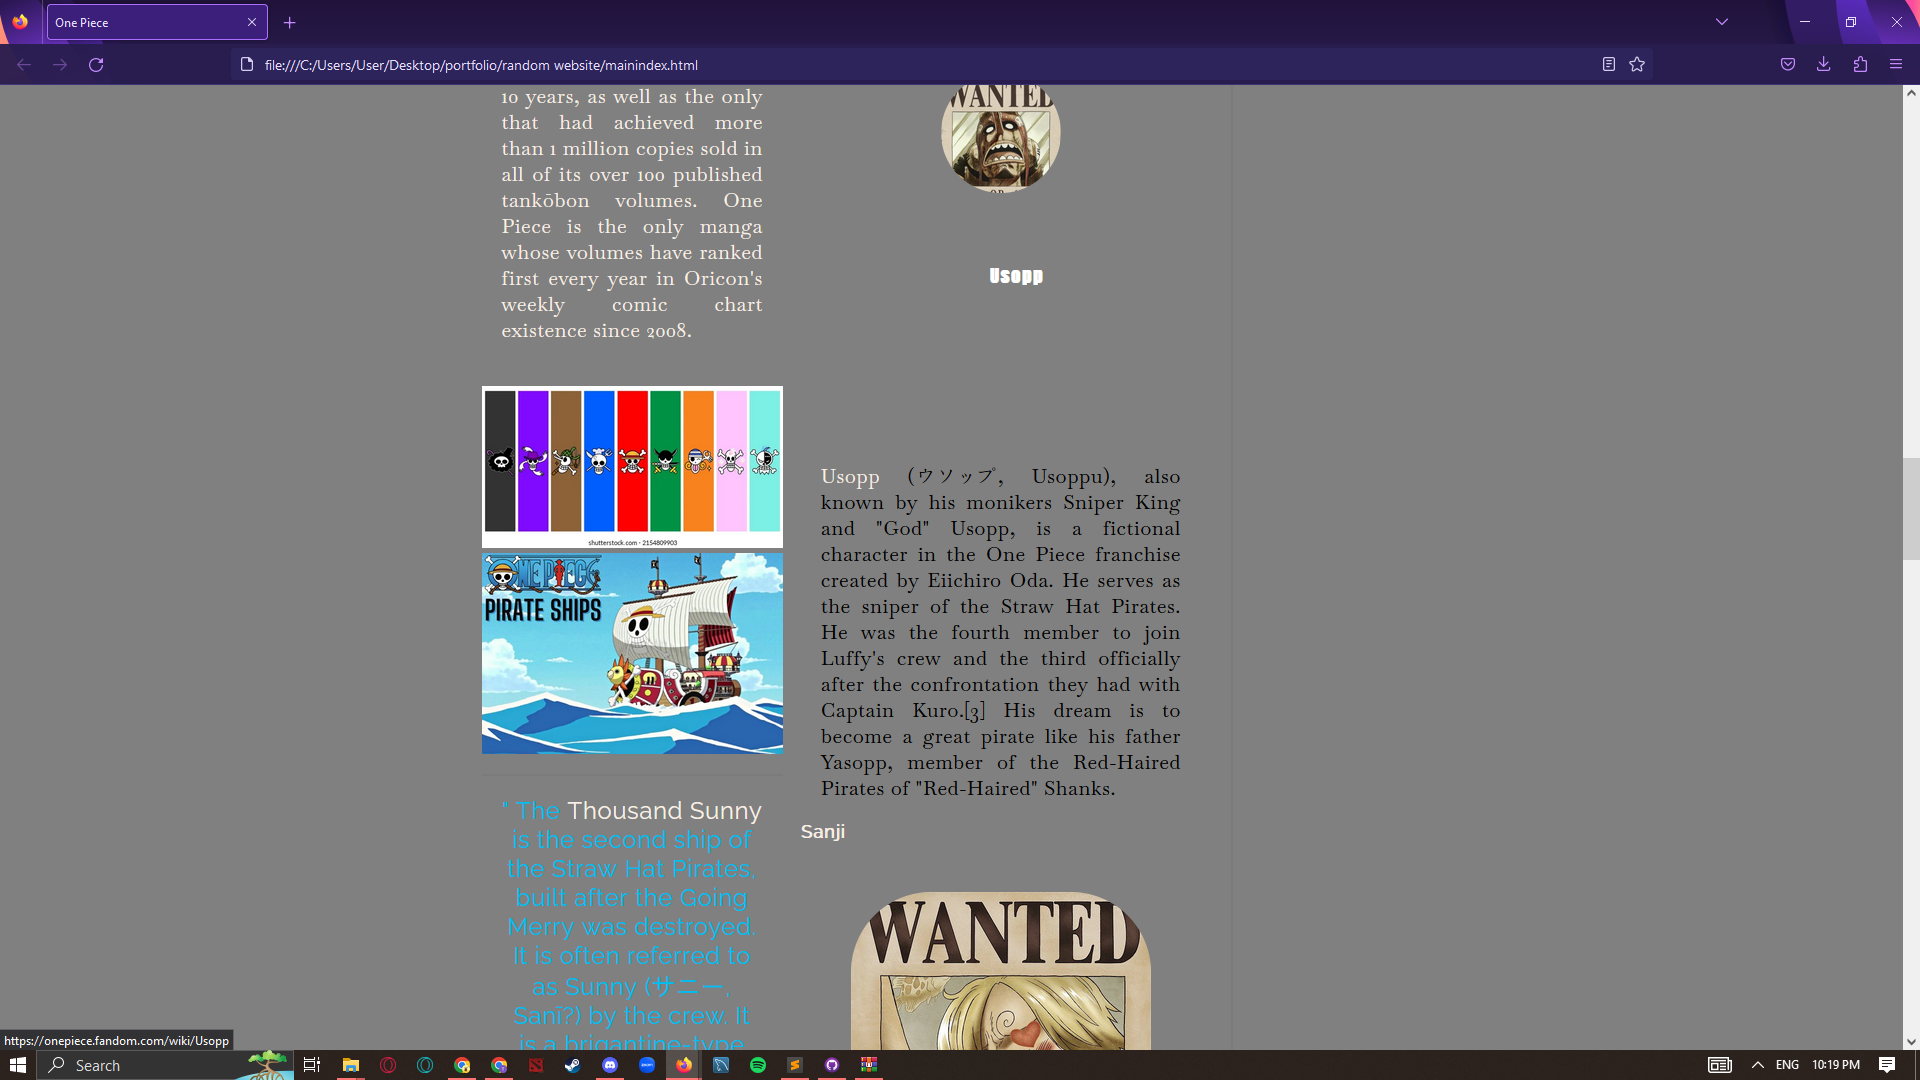 One Piece
file:///C:/Users/User/Desktop/portfolio/random website/mainindex.html
10 years, as well as the only
that had achieved more
than 1 million copies sold in
all of its over 100 published
tankōbon volumes. One
Piece is the only manga
whose volumes have ranked
first every year in Oricon's
weekly comic chart
existence since 2008.
shutterstock.com · 2154809903
ONE PIECE
PIRATE SHIPS
" The Thousand Sunny
is the second ship of
the Straw Hat Pirates,
built after the Going
Merry was destroyed.
It is often referred to
as Sunny (サニー,
Sanī?) by the crew. It
is a brigantine-type
WANTED
Usopp
Usopp (ウソップ, Usoppu), also
known by his monikers Sniper King
and "God" Usopp, is a fictional
character in the One Piece franchise
created by Eiichiro Oda. He serves as
the sniper of the Straw Hat Pirates.
He was the fourth member to join
Luffy's crew and the third officially
after the confrontation they had with
Captain Kuro.[3] His dream is to
become a great pirate like his father
Yasopp, member of the Red-Haired
Pirates of "Red-Haired" Shanks.
Sanji
WANTED
https://onepiece.fandom.com/wiki/Usopp
Search
ENG
10:19 PM